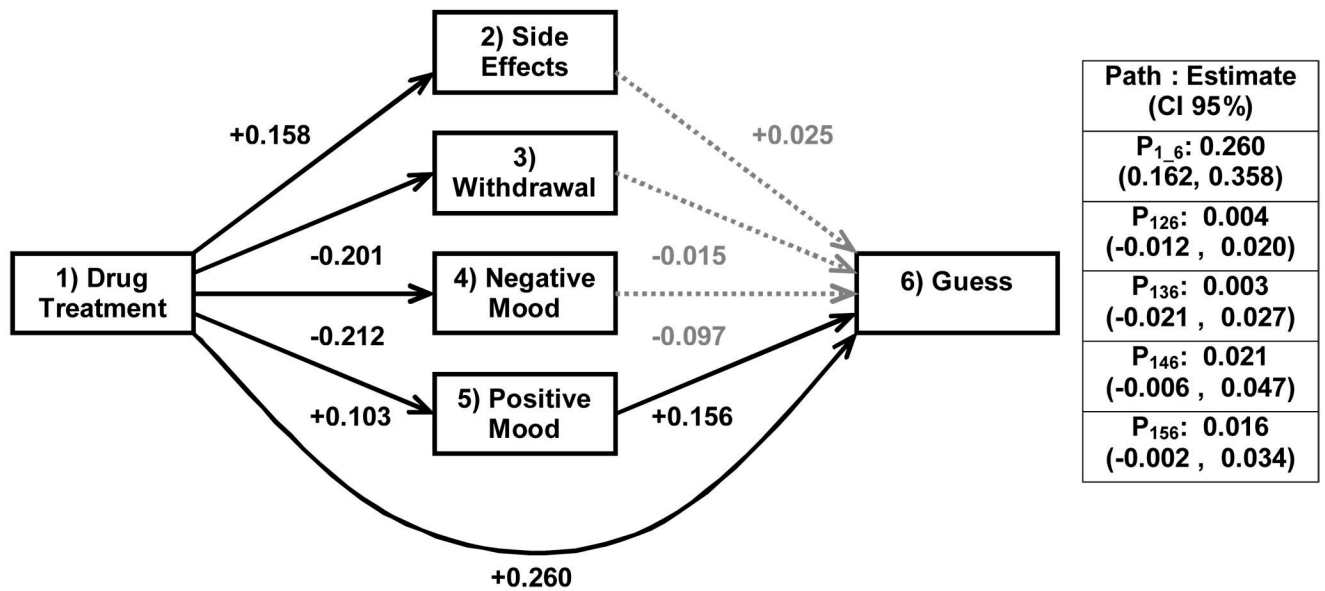 2) Side
Effects
+0.158
+0.025
3)
Withdrawal
-0.201
-0.015
1) Drug
Treatment
4) Negative
Mood
6) Guess
-0.212
-0.097
+0.103
5) Positive
Mood
+0.156
+0.260
Path : Estimate
(CI 95%)
P1_6: 0.260
(0.162, 0.358)
P126: 0.004
(-0.012 , 0.020)
P136: 0.003
(-0.021 , 0.027)
P146: 0.021
(-0.006 , 0.047)
P156: 0.016
(-0.002 , 0.034)